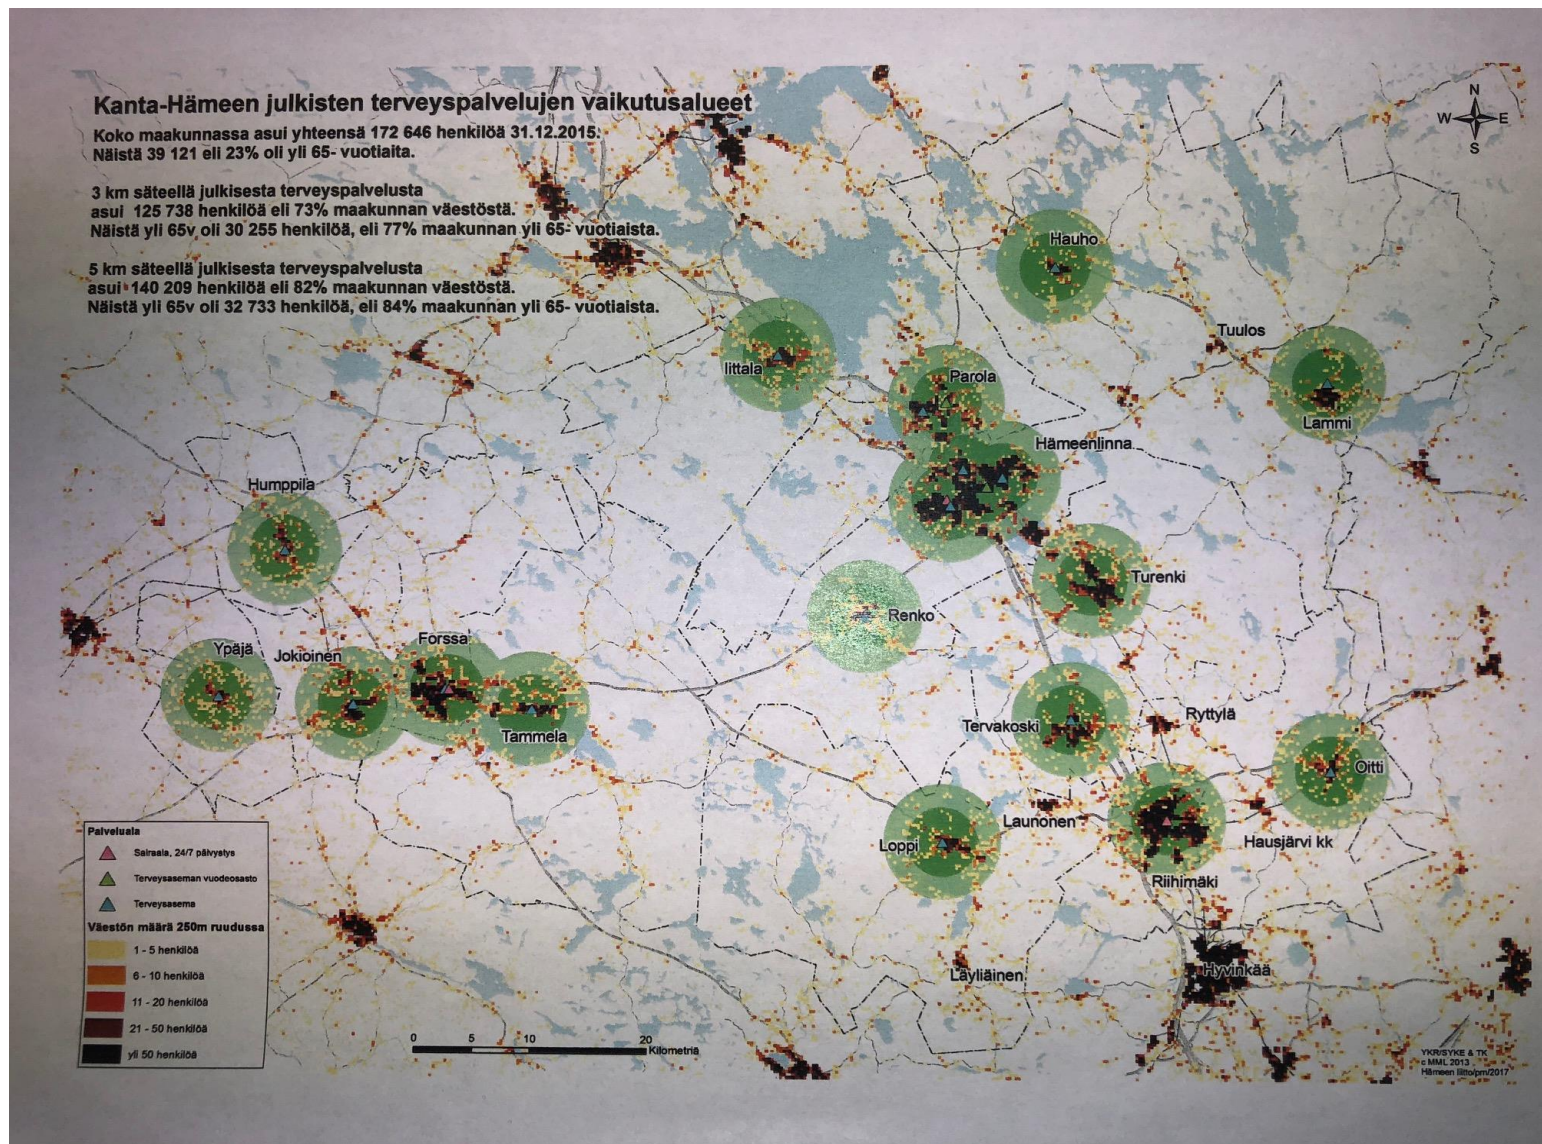 Kanta-Hämeen julkisten terveyspalvelujen vaikutusalueet
Koko maakunnassa asui yhteensä 172 646 henkilöä 31.12.2015.
Näistä 39 121 eli 23% oli yli 65- vuotiaita.
3 km säteellä julkisesta terveyspalvelusta
asui 125 738 henkilöä eli 73% maakunnan väestöstä.
Näistä yli 65v oli 30 255 henkilöä, eli 77% maakunnan yli 65- vuotiaista.
5 km säteellä julkisesta terveyspalvelusta
asui 140 209 henkilöä eli 82% maakunnan väestöstä.
Näistä yli 65v oli 32 733 henkilöä, eli 84% maakunnan yli 65- vuotiaista.
N
W E
S
Hauho
Tuulos
Iittala
Parola
Lammi
Hämeenlinna
Humppila
Turenki
Renko
Forssa
Ypäjä
Jokioinen
Tammela
Tervakoski
Ryttylä
Oitti
Launonen
Loppi
Hausjärvi kk
Riihimäki
Läyliäinen
Hyvinkää
Palveluala
Sairaala, 24/7 päivystys
Terveysaseman vuodeosasto
Terveysasema
Väestön määrä 250m ruudussa
1 - 5 henkilöä
6 - 10 henkilöä
11 - 20 henkilöä
21 - 50 henkilöä
yli 50 henkilöä
0 5 10 20
Kilometriä
YKR/SYKE & TK
c MML 2013
Hämeen liitto/pm/2017